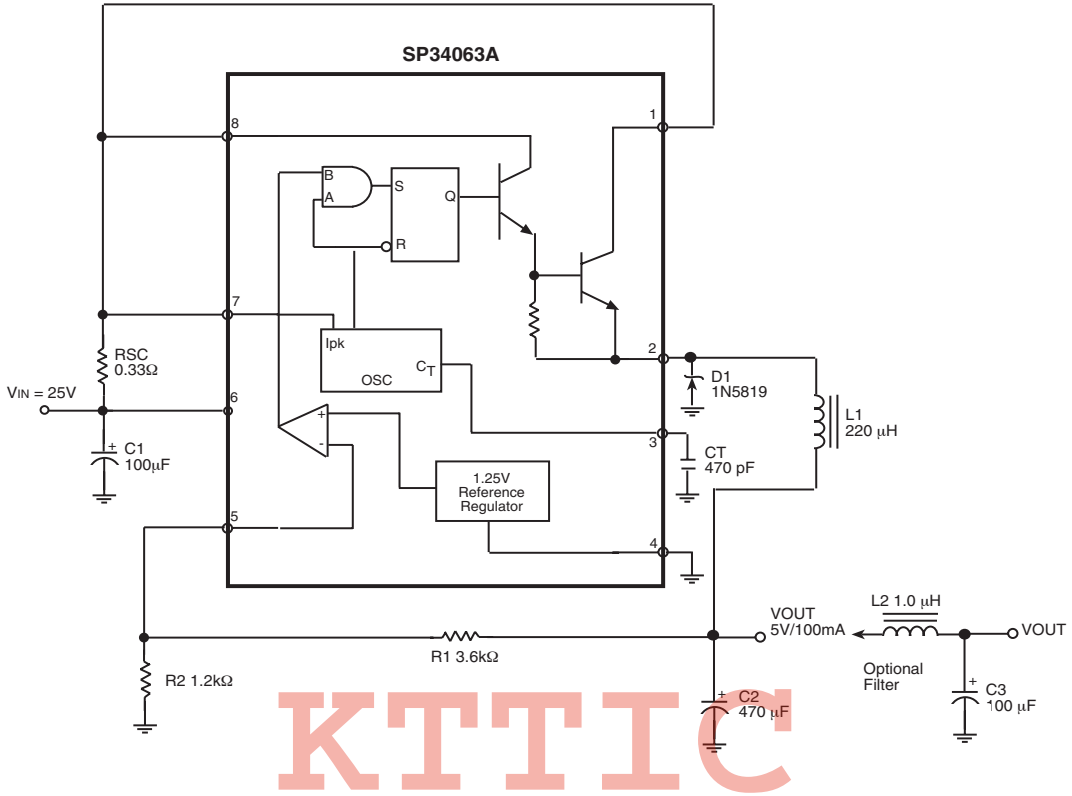 SP34063A
8
1
B
A
S
Q
R
7
Ipk
CT
OSC
2
RSC
0.33Ω
VIN = 25V
6
D1
1N5819
L1
220 µH
C1
100µF
+
+
-
3
CT
470 pF
1.25V
Reference
Regulator
5
4
L2 1.0 µH
VOUT
5V/100mA
VOUT
R1 3.6kΩ
Optional
Filter
R2 1.2kΩ
+
C2
470 µF
+
C3
100 µF
KTTIC